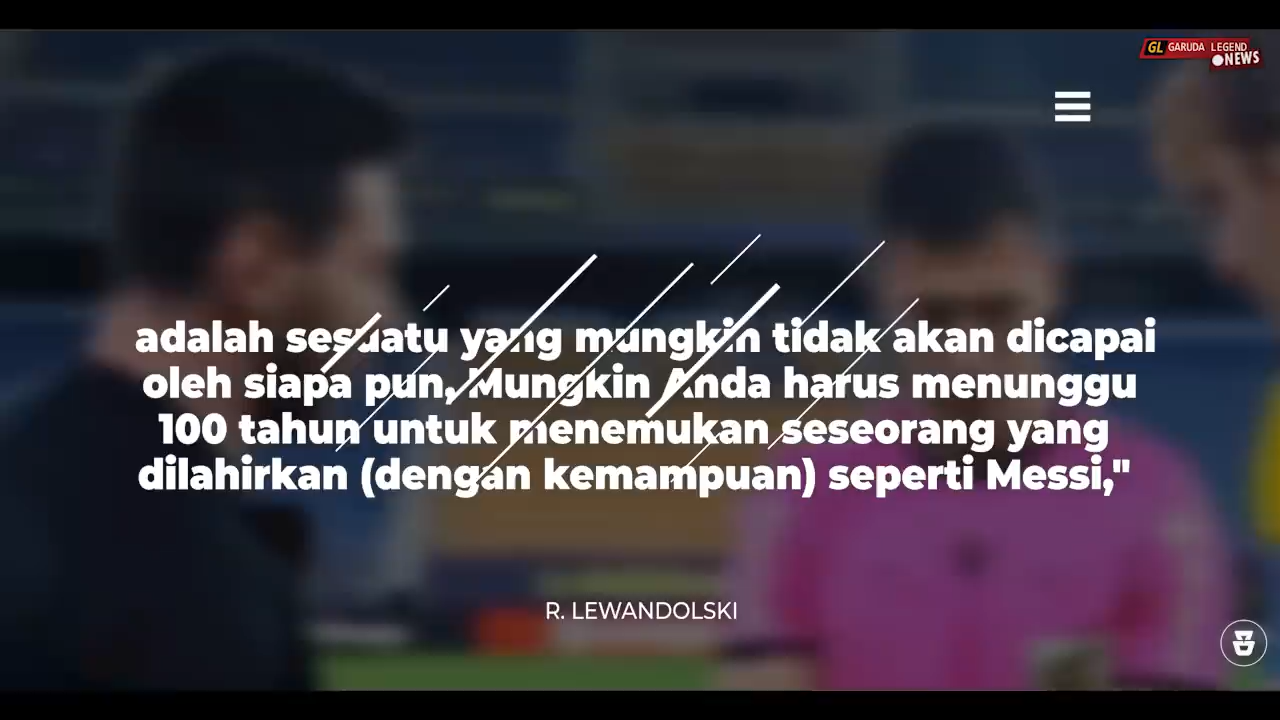 GL GARUDA LEGEND
NEWS
adalah sesuatu yang mungkin tidak akan dicapai
oleh siapa pun, Mungkin Anda harus menunggu
100 tahun untuk menemukan seseorang yang
dilahirkan (dengan kemampuan) seperti Messi,"
R. LEWANDOLSKI